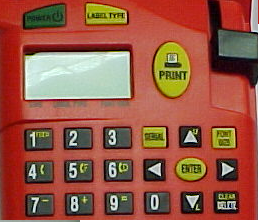 POWER LABEL TYPE
PRINT
1 2 3 SERIAL FONT SIZE
4 ( 5 6 ENTER
7 - 8 + 9 = 0 L CLEAR